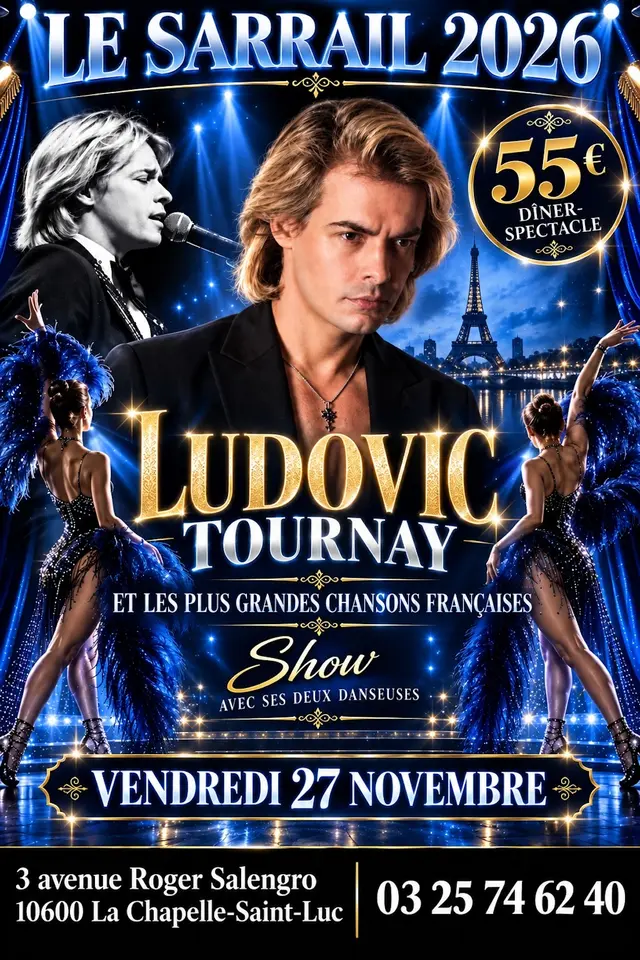 LE SARRAIL 2026
55€
DÎNER-
SPECTACLE
LUDOVIC
TOURNAY
ET LES PLUS GRANDES CHANSONS FRANÇAISES
Show
AVEC SES DEUX DANSEUSES
VENDREDI 27 NOVEMBRE
3 avenue Roger Salengro
10600 La Chapelle-Saint-Luc
03 25 74 62 40